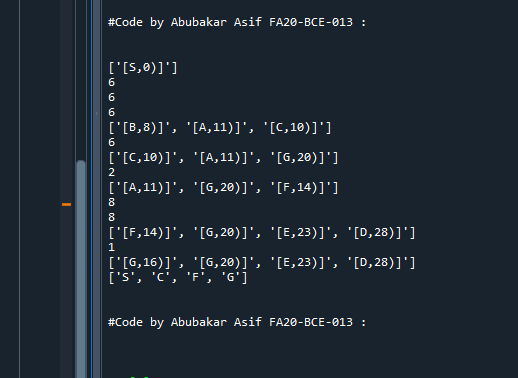 #Code by Abubakar Asif FA20-BCE-013 :
['[S,0)]']
6
6
6
['[B,8)]', '[A,11)]', '[C,10)]']
6
['[C,10)]', '[A,11)]', '[G,20)]']
2
['[A,11)]', '[G,20)]', '[F,14)]']
8
8
['[F,14)]', '[G,20)]', '[E,23)]', '[D,28)]']
1
['[G,16)]', '[G,20)]', '[E,23)]', '[D,28)]']
['S', 'C', 'F', 'G']
#Code by Abubakar Asif FA20-BCE-013 :